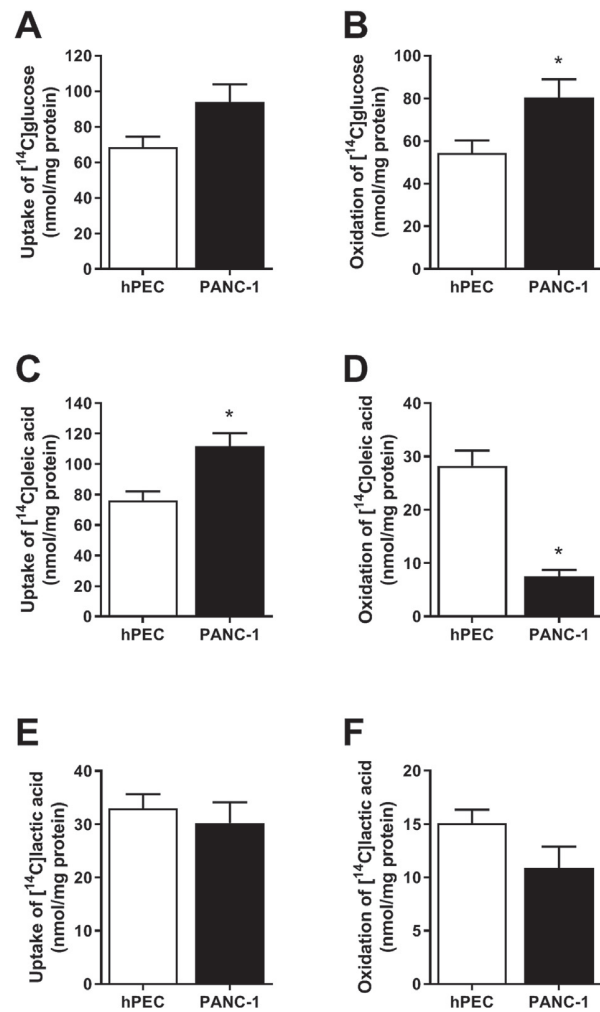 A
Uptake of [¹⁴C]glucose
(nmol/mg protein)
120
100
80
60
40
20
0
hPEC
PANC-1
B
Oxidation of [¹⁴C]glucose
(nmol/mg protein)
100
80
60
40
20
0
*
hPEC
PANC-1
C
Uptake of [¹⁴C]oleic acid
(nmol/mg protein)
140
120
100
80
60
40
20
0
*
hPEC
PANC-1
D
Oxidation of [¹⁴C]oleic acid
(nmol/mg protein)
40
30
20
10
0
*
hPEC
PANC-1
E
Uptake of [¹⁴C]lactic acid
(nmol/mg protein)
40
30
20
10
0
hPEC
PANC-1
F
Oxidation of [¹⁴C]lactic acid
(nmol/mg protein)
20
15
10
5
0
hPEC
PANC-1